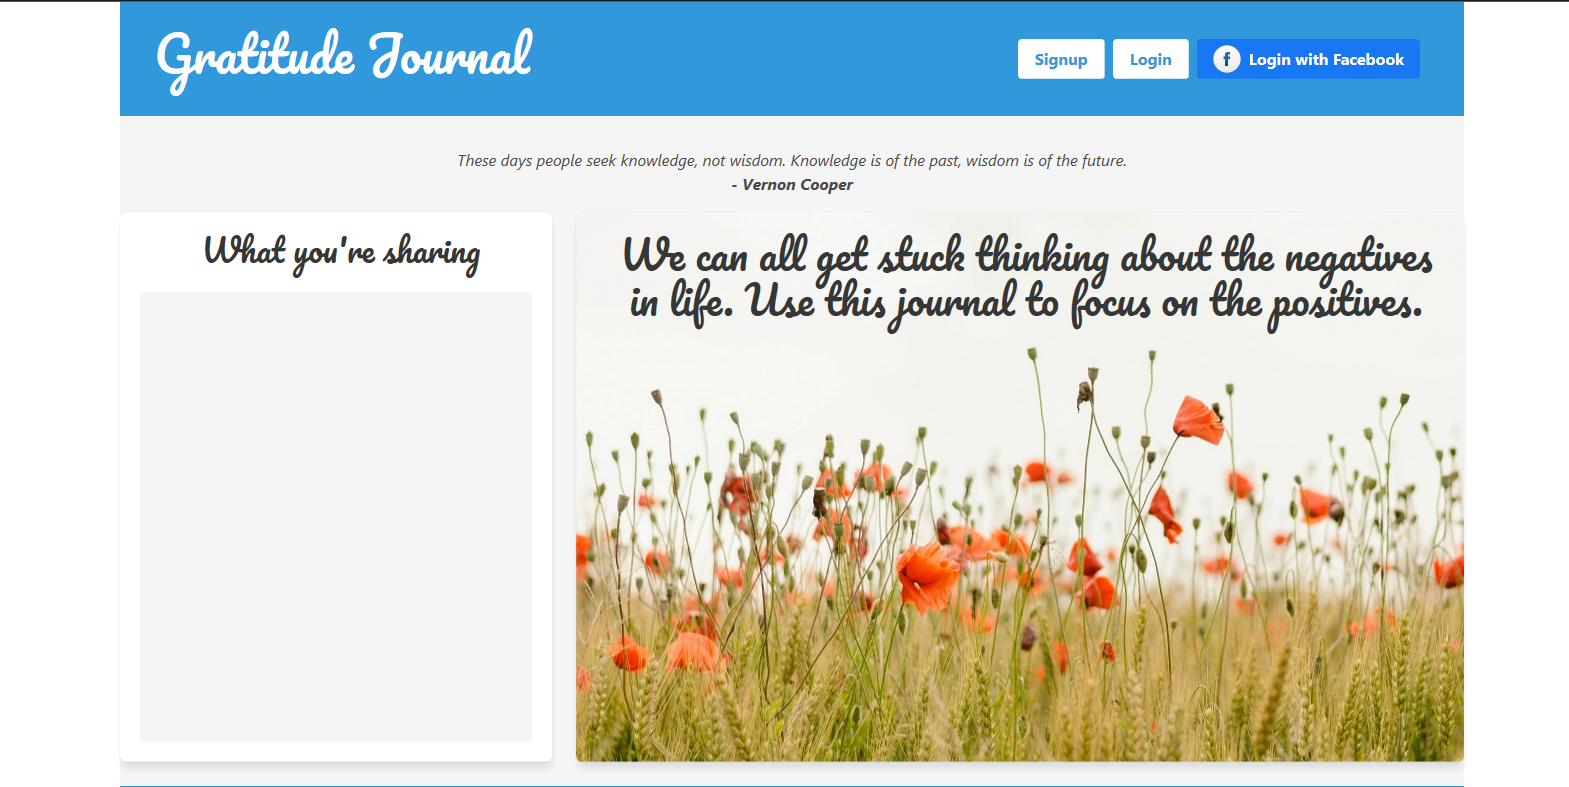 Gratitude Journal
Signup
Login
Login with Facebook
These days people seek knowledge, not wisdom. Knowledge is of the past, wisdom is of the future.
- Vernon Cooper
What you're sharing
We can all get stuck thinking about the negatives
in life. Use this journal to focus on the positives.